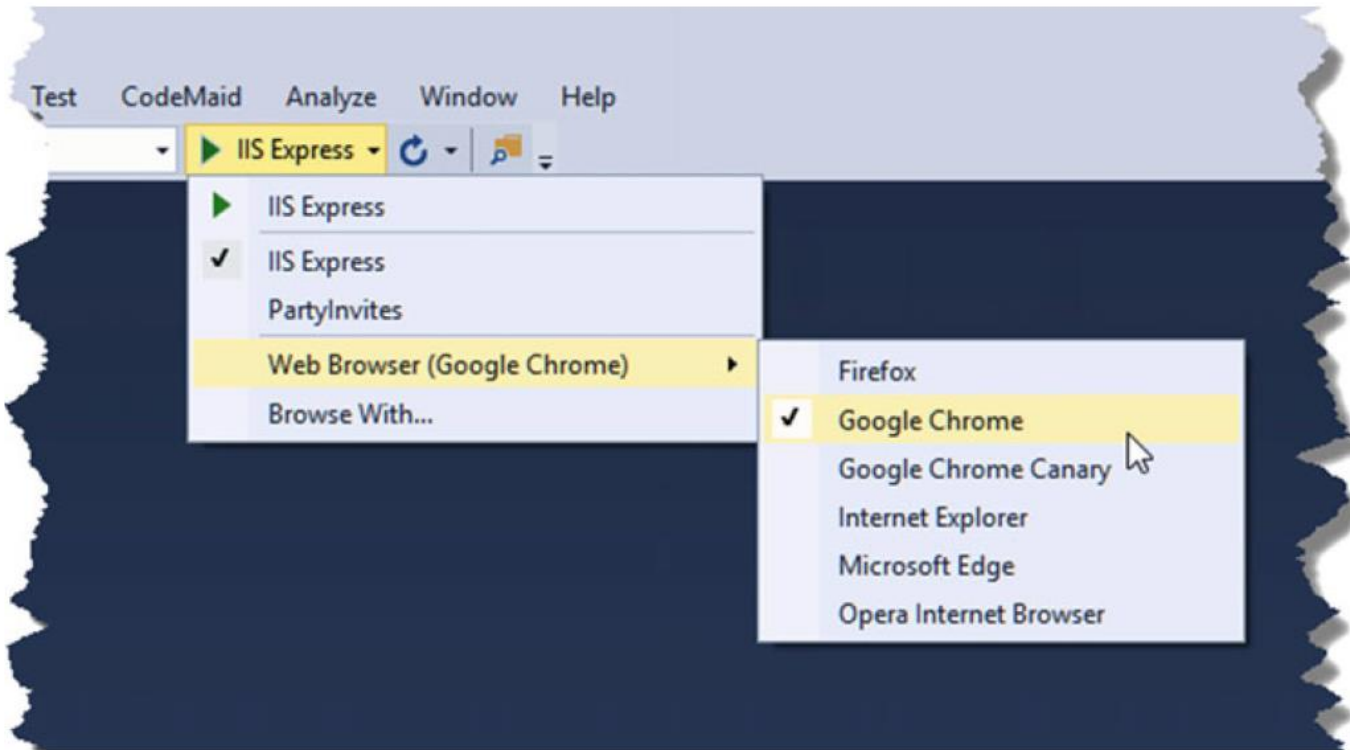 Test CodeMaid Analyze Window Help
IIS Express
IIS Express
IIS Express
PartyInvites
Web Browser (Google Chrome)
Browse With...
Firefox
Google Chrome
Google Chrome Canary
Internet Explorer
Microsoft Edge
Opera Internet Browser